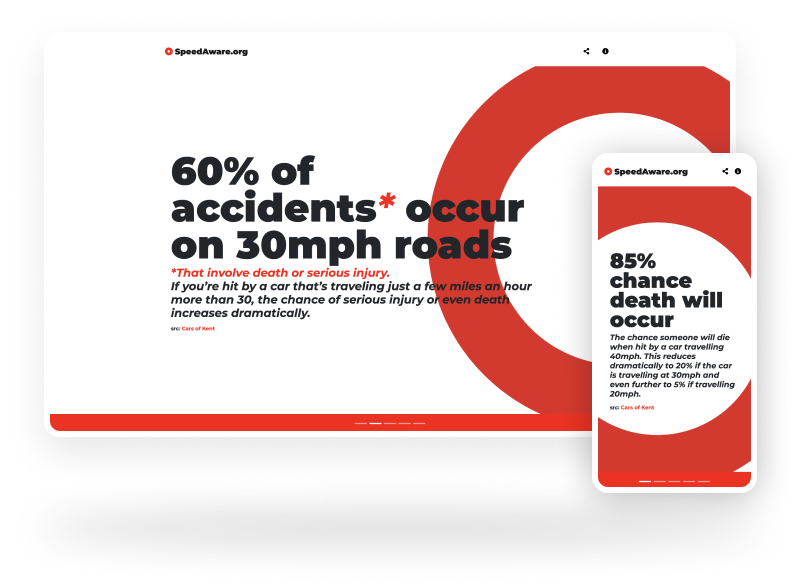 SpeedAware.org
60% of
accidents* occur
on 30mph roads
*That involve death or serious injury.
If you're hit by a car that's traveling just a few miles an hour
more than 30, the chance of serious injury or even death
increases dramatically.
src: Cars of Kent
SpeedAware.org
85%
chance
death will
occur
The chance someone will die
when hit by a car travelling
40mph. This reduces
dramatically to 20% if the car
is travelling at 30mph and
even further to 5% if travelling
20mph.
src: Cars of Kent